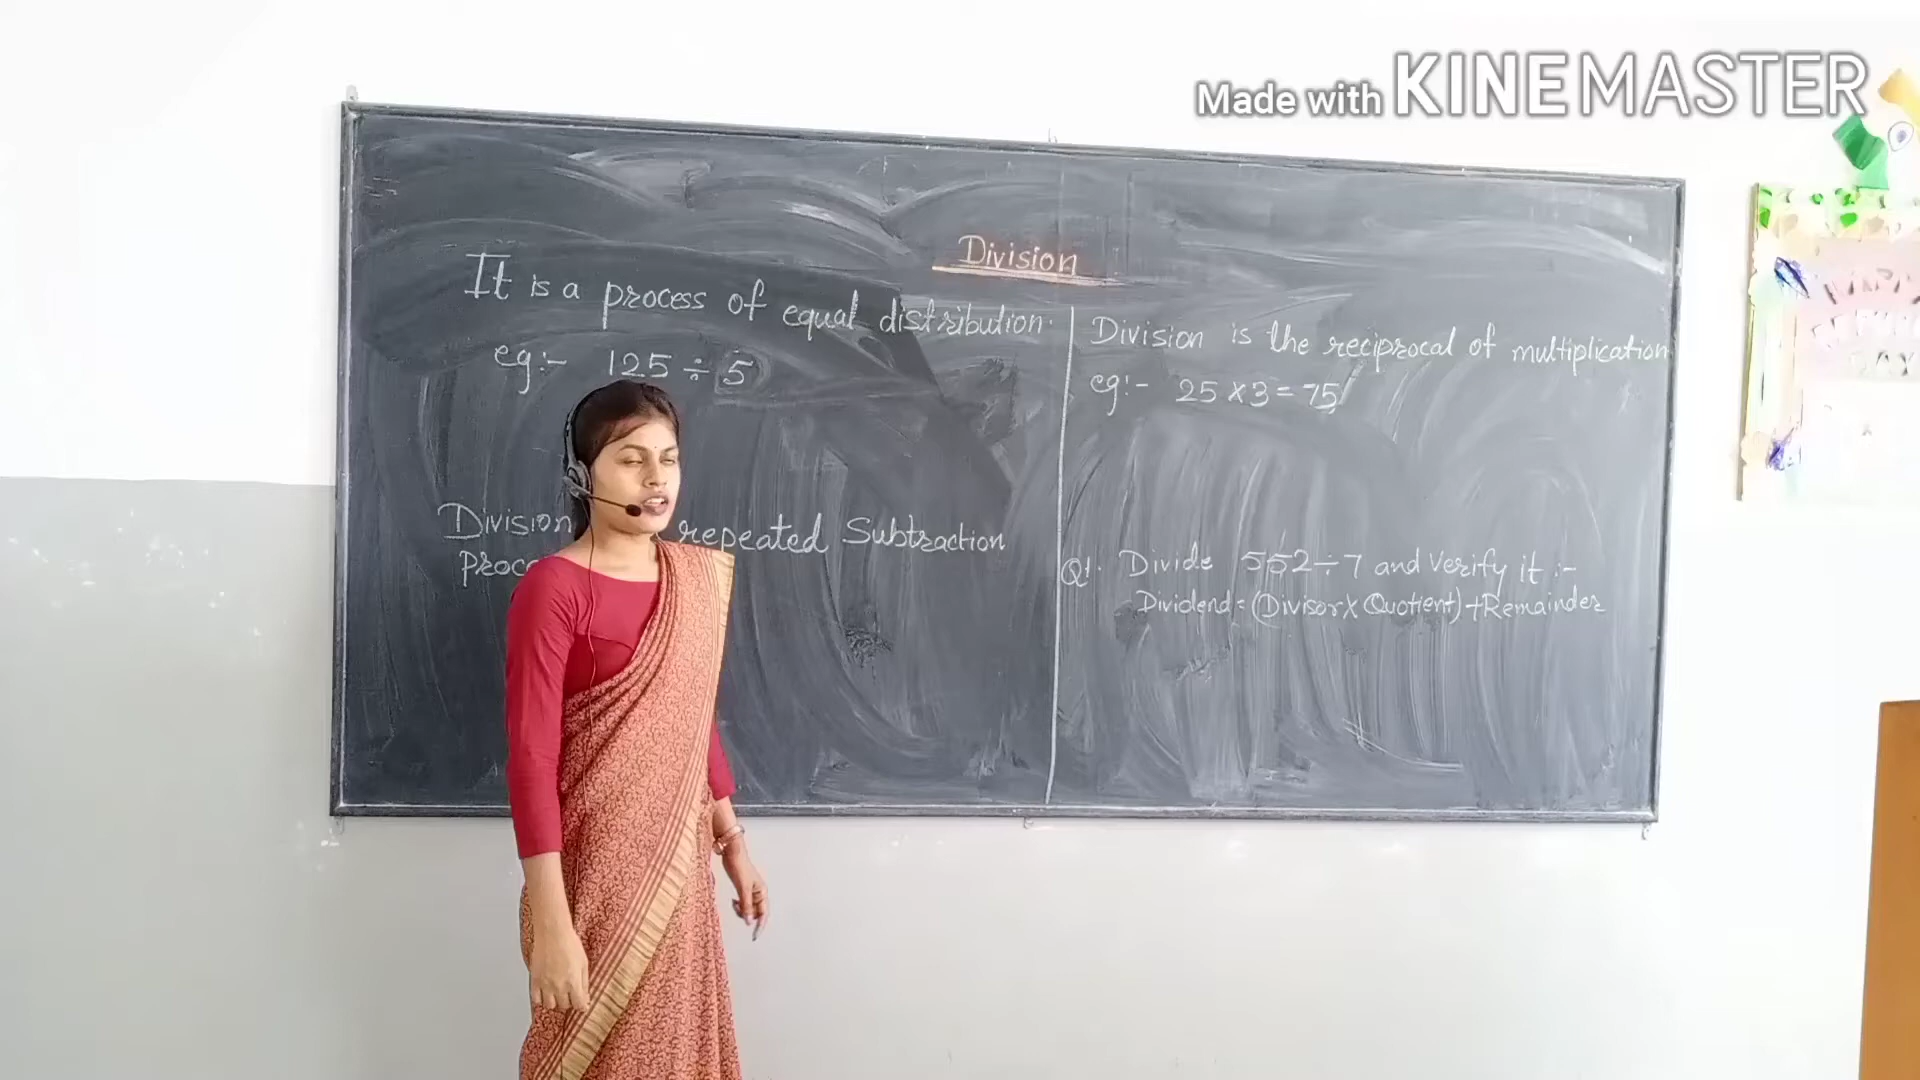 Made with KINEMASTER
Division
It is a process of equal distribution.
eg:- 125 ÷ 5
Division repeated Subtraction
Division is the reciprocal of multiplication
eg:- 25 x 3 = 75
Q1. Divide 552÷7 and Verify it :-
Dividend = (Divisor X Quotient) + Remainder
DAY